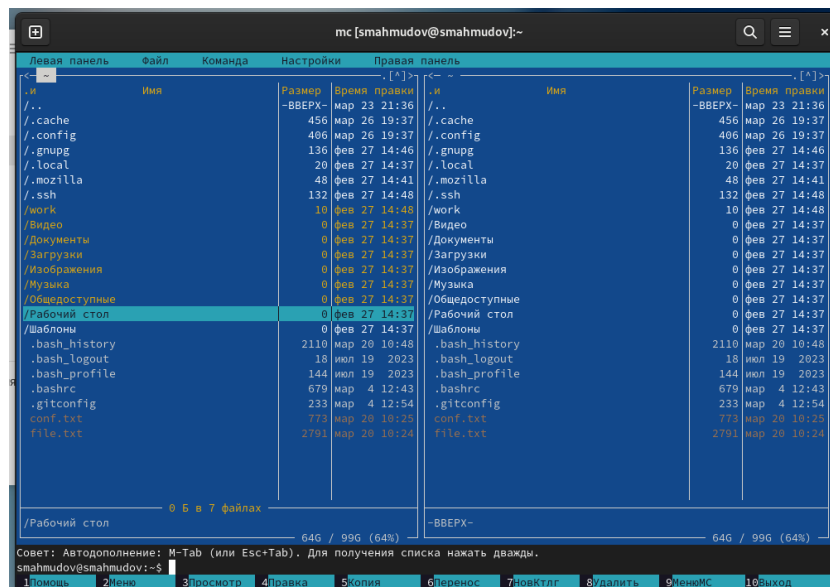 mc [smahmudov@smahmudov]:~
Левая панель Файл Команда Настройки Правая панель
<— ~ .[^]> <— ~ .[^]>
.и Имя Размер Время правки .и Имя Размер Время правки
/.. -ВВЕРХ- мар 23 21:36 /.. -ВВЕРХ- мар 23 21:36
/.cache 456 мар 26 19:37 /.cache 456 мар 26 19:37
/.config 406 мар 26 19:37 /.config 406 мар 26 19:37
/.gnupg 136 фев 27 14:46 /.gnupg 136 фев 27 14:46
/.local 20 фев 27 14:37 /.local 20 фев 27 14:37
/.mozilla 48 фев 27 14:41 /.mozilla 48 фев 27 14:41
/.ssh 132 фев 27 14:48 /.ssh 132 фев 27 14:48
/work 10 фев 27 14:48 /work 10 фев 27 14:48
/Видео 0 фев 27 14:37 /Видео 0 фев 27 14:37
/Документы 0 фев 27 14:37 /Документы 0 фев 27 14:37
/Загрузки 0 фев 27 14:37 /Загрузки 0 фев 27 14:37
/Изображения 0 фев 27 14:37 /Изображения 0 фев 27 14:37
/Музыка 0 фев 27 14:37 /Музыка 0 фев 27 14:37
/Общедоступные 0 фев 27 14:37 /Общедоступные 0 фев 27 14:37
/Рабочий стол 0 фев 27 14:37 /Рабочий стол 0 фев 27 14:37
/Шаблоны 0 фев 27 14:37 /Шаблоны 0 фев 27 14:37
.bash_history 2110 мар 20 10:48 .bash_history 2110 мар 20 10:48
.bash_logout 18 июл 19 2023 .bash_logout 18 июл 19 2023
.bash_profile 144 июл 19 2023 .bash_profile 144 июл 19 2023
.bashrc 679 мар 4 12:43 .bashrc 679 мар 4 12:43
.gitconfig 233 мар 4 12:54 .gitconfig 233 мар 4 12:54
conf.txt 773 мар 20 10:25 conf.txt 773 мар 20 10:25
file.txt 2791 мар 20 10:24 file.txt 2791 мар 20 10:24
0 Б в 7 файлах
/Рабочий стол -ВВЕРХ-
64G / 99G (64%) 64G / 99G (64%)
Совет: Автодополнение: M-Tab (или Esc+Tab). Для получения списка нажать дважды.
smahmudov@smahmudov:~$
1Помощь 2Меню 3Просмотр 4Правка 5Копия 6Перенос 7НовКтлг 8Удалить 9МенюMC 10Выход